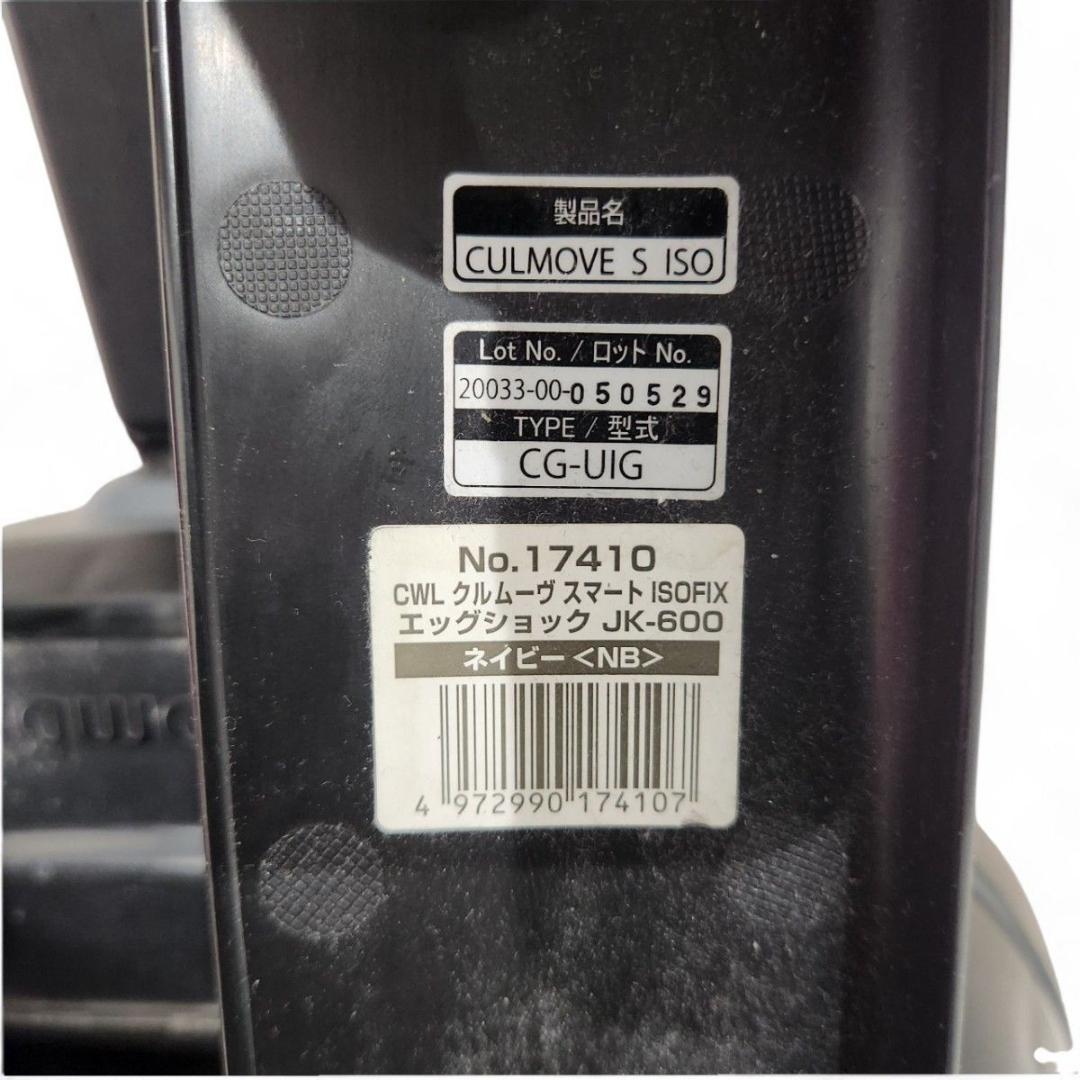 製品名
CULMOVE S ISO
Lot No. / ロット No.
20033-00-050529
TYPE / 型式
CG-UIG
No.17410
CWL クルムーヴ スマート ISOFIX
エッグショック JK-600
ネイビー<NB>
4 972990 174107